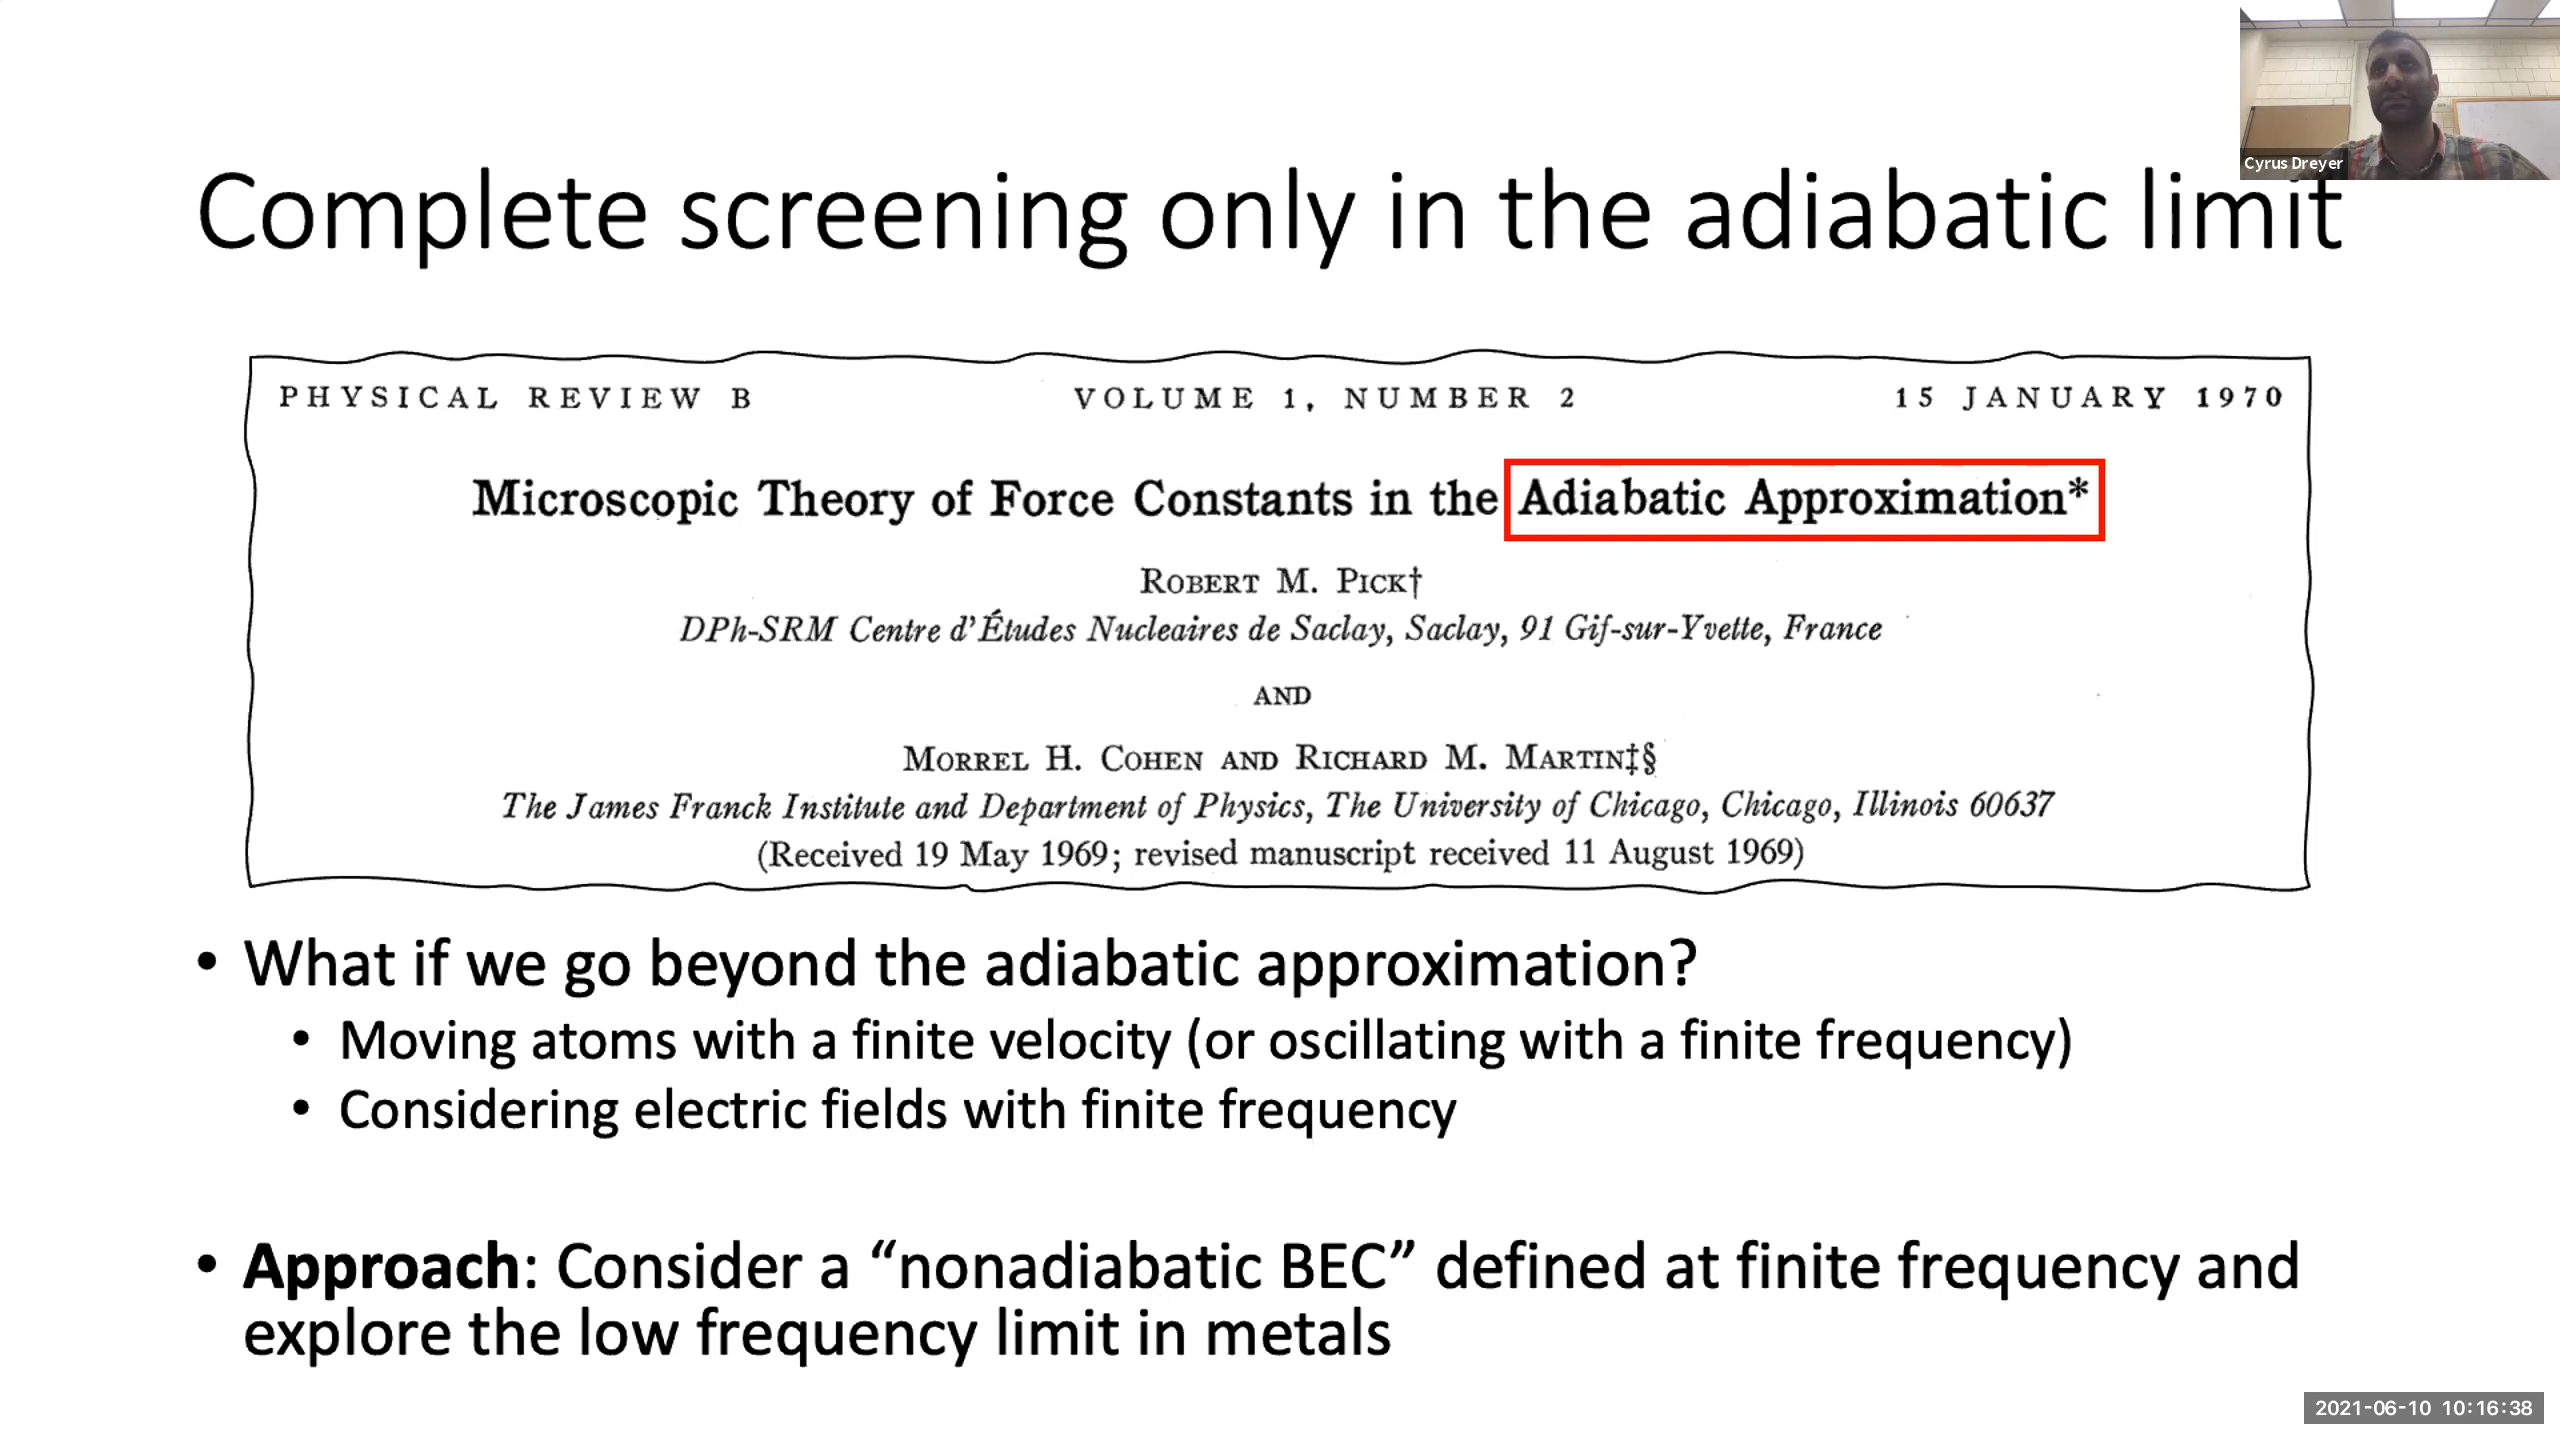 Cyrus Dreyer
Complete screening only in the adiabatic limit
PHYSICAL REVIEW B VOLUME 1, NUMBER 2 15 JANUARY 1970
Microscopic Theory of Force Constants in the Adiabatic Approximation*
ROBERT M. PICK†
DPh-SRM Centre d'Études Nucleaires de Saclay, Saclay, 91 Gif-sur-Yvette, France
AND
MORREL H. COHEN AND RICHARD M. MARTIN‡§
The James Franck Institute and Department of Physics, The University of Chicago, Chicago, Illinois 60637
(Received 19 May 1969; revised manuscript received 11 August 1969)
• What if we go beyond the adiabatic approximation?
• Moving atoms with a finite velocity (or oscillating with a finite frequency)
• Considering electric fields with finite frequency
• Approach: Consider a “nonadiabatic BEC” defined at finite frequency and
explore the low frequency limit in metals
2021-06-10 10:16:38